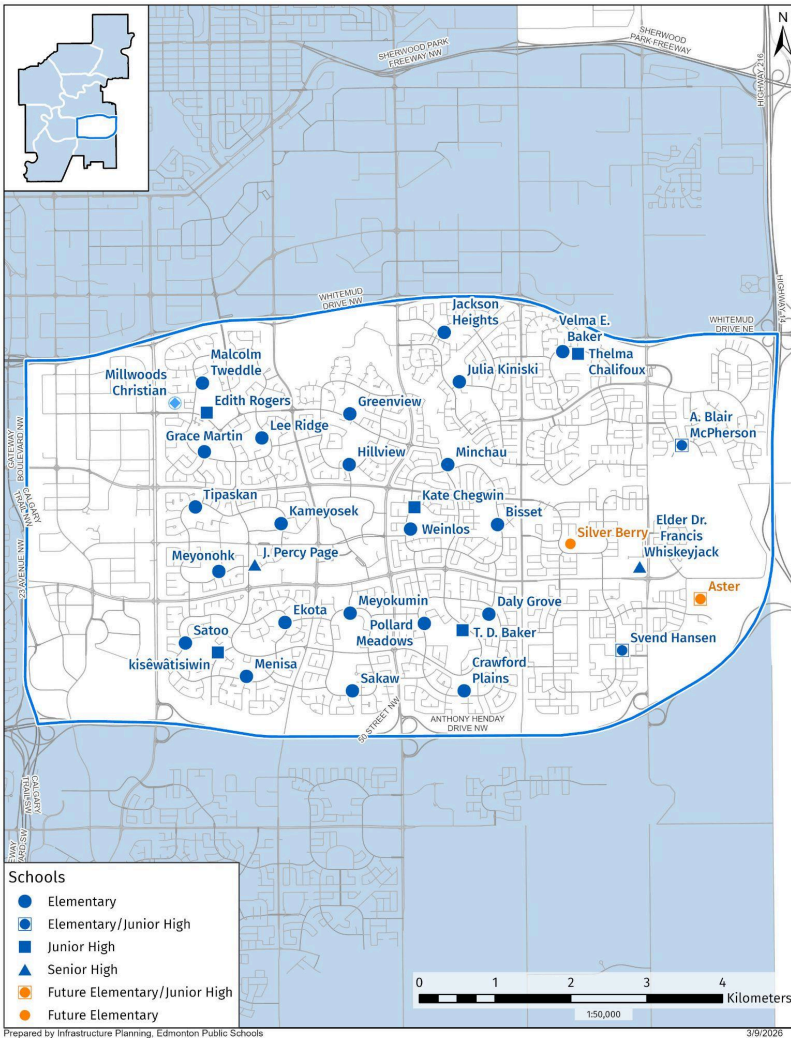 N
SHERWOOD PARK
FREEWAY NW
SHERWOOD
PARK FREEWAY
HIGHWAY 216
WHITEMUD
DRIVE NW
HIGHWAY 14
WHITEMUD
DRIVE NE
Jackson
Heights
Velma E.
Baker
Thelma
Chalifoux
Malcolm
Tweddle
Millwoods
Christian
Julia Kiniski
Edith Rogers
Greenview
A. Blair
McPherson
Lee Ridge
Grace Martin
GATEWAY
BOULEVARD NW
Hillview
Minchau
CALGARY
TRAIL NW
Tipaskan
Kate Chegwin
Kameyosek
Weinlos
Bisset
Silver Berry
Elder Dr.
Francis
Whiskeyjack
23 AVENUE NW
Meyonohk
J. Percy Page
Aster
Meyokumin
Daly Grove
Ekota
Pollard
Meadows
Satoo
T. D. Baker
Svend Hansen
kisêwâtisiwin
Menisa
Sakaw
Crawford
Plains
50 STREET NW
ANTHONY HENDAY
DRIVE NW
CALGARY
TRAIL SW
EWAY
VARD SW
Schools
Elementary
Elementary/Junior High
Junior High
Senior High
Future Elementary/Junior High
Future Elementary
0 1 2 3 4
Kilometers
1:50,000
Prepared by Infrastructure Planning, Edmonton Public Schools
3/9/2026